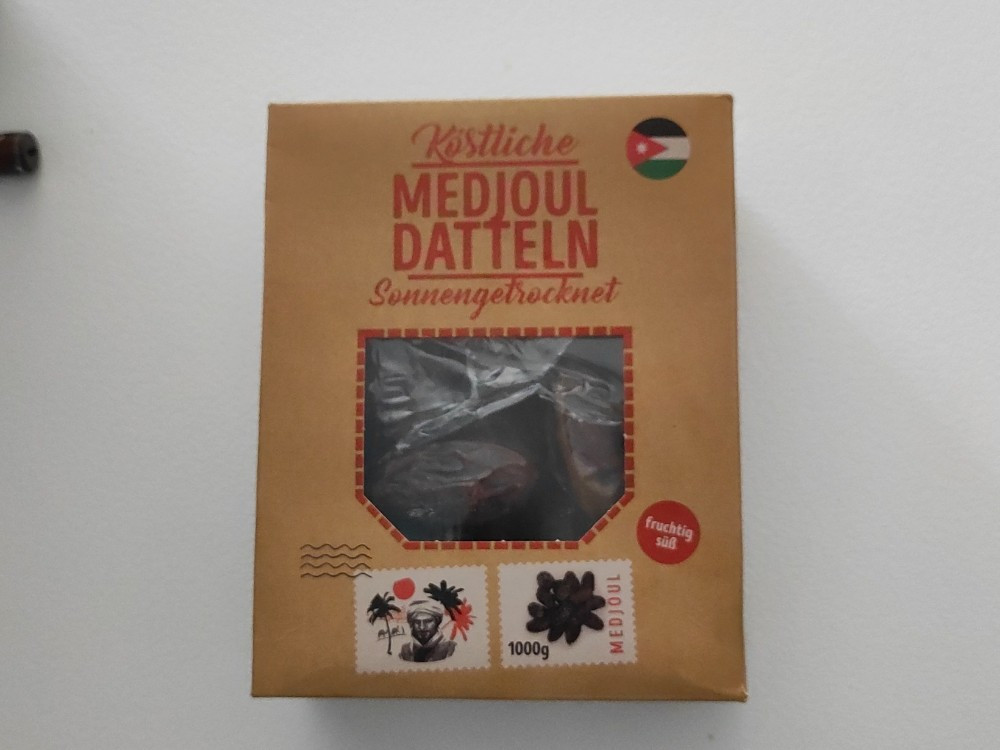 Köstliche
MEDJOUL
DATTELN
Sonnengetrocknet
fruchtig
süß
1000g
MEDJOUL